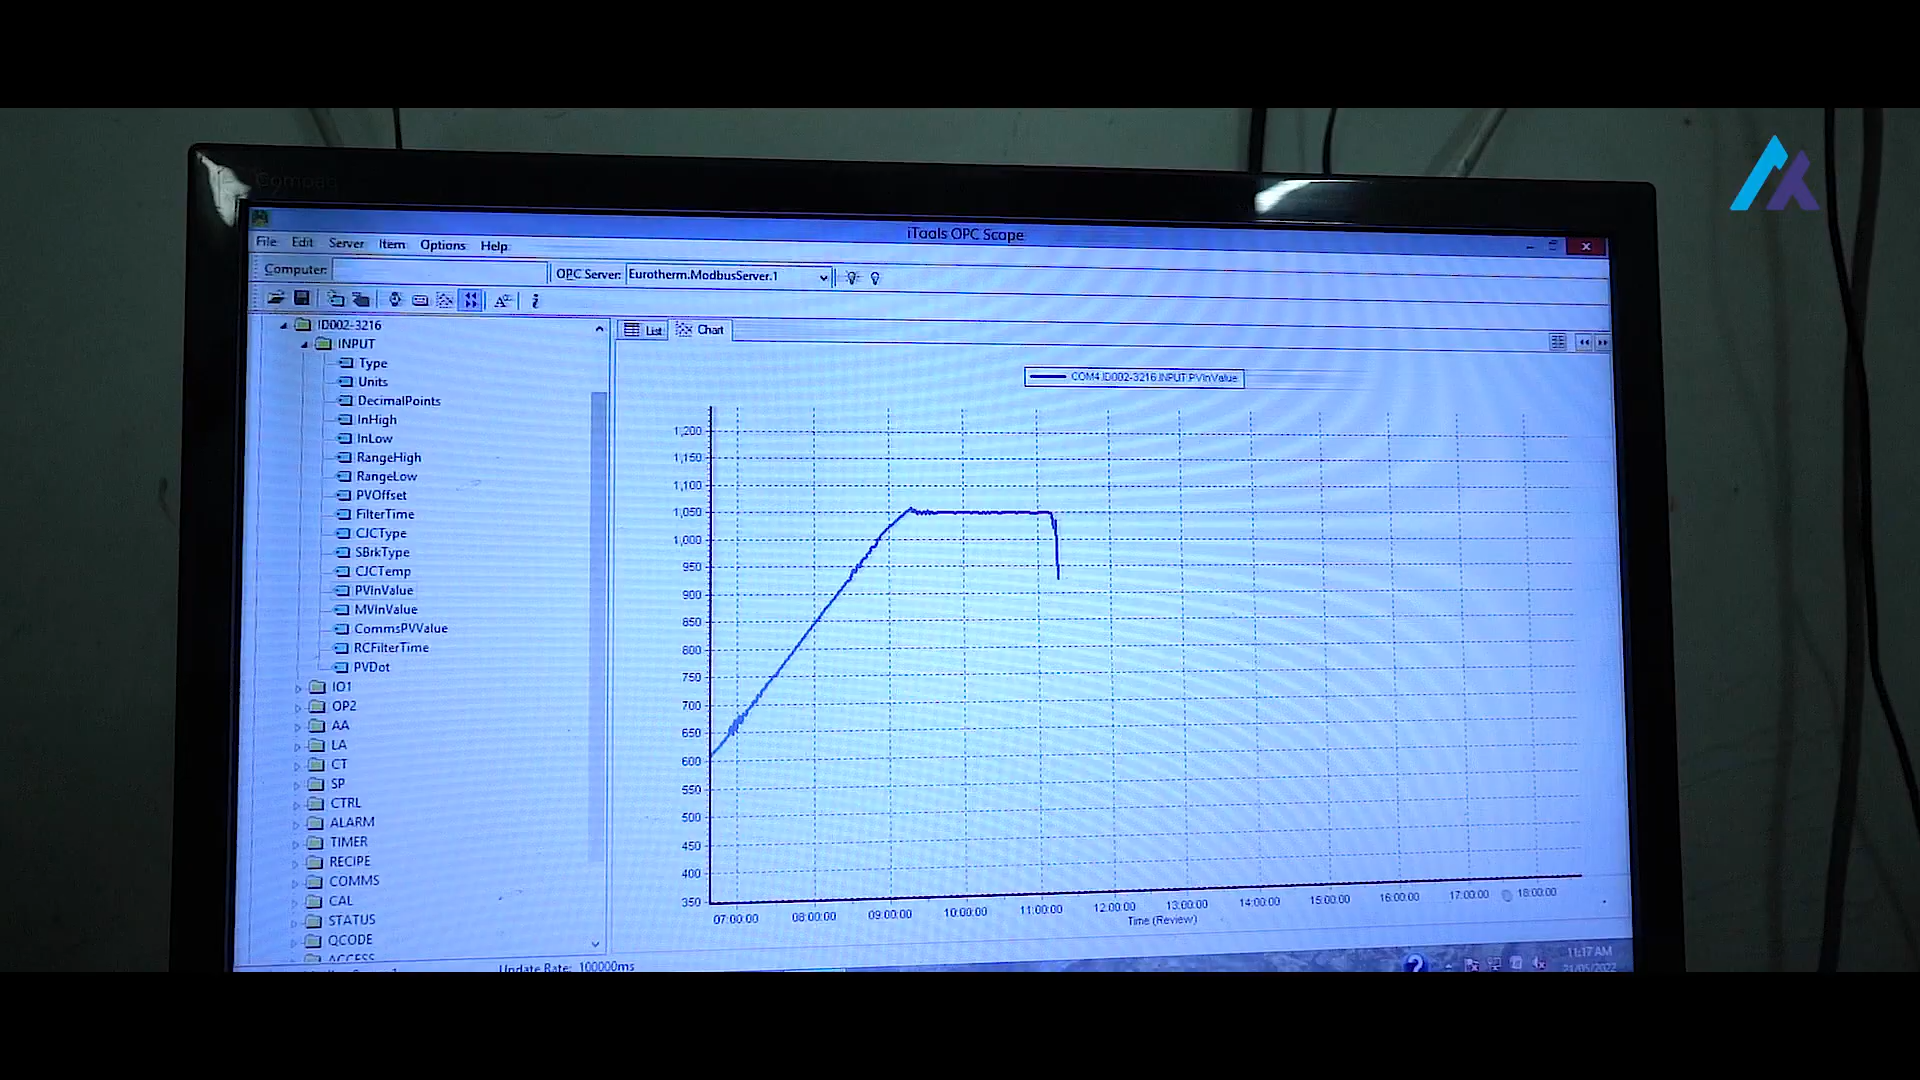 Compaq
iTools OPC Scope
File Edit Server Item Options Help
Computer: OPC Server: Eurotherm.ModbusServer.1
ID002-3216
INPUT
Type
Units
DecimalPoints
InHigh
InLow
RangeHigh
RangeLow
PVOffset
FilterTime
CJCType
SBrkType
CJCTemp
PVInValue
MVInValue
CommsPVValue
RCFilterTime
PVDot
IO1
OP2
AA
LA
CT
SP
CTRL
ALARM
TIMER
RECIPE
COMMS
CAL
STATUS
QCODE
ACCESS
List Chart
COM4.ID002-3216.INPUT.PVInValue
1,200
1,150
1,100
1,050
1,000
950
900
850
800
750
700
650
600
550
500
450
400
350
07:00:00 08:00:00 09:00:00 10:00:00 11:00:00 12:00:00 13:00:00 14:00:00 15:00:00 16:00:00 17:00:00 18:00:00
Time (Review)
Update Rate: 100000ms
11:17 AM
21/05/2022